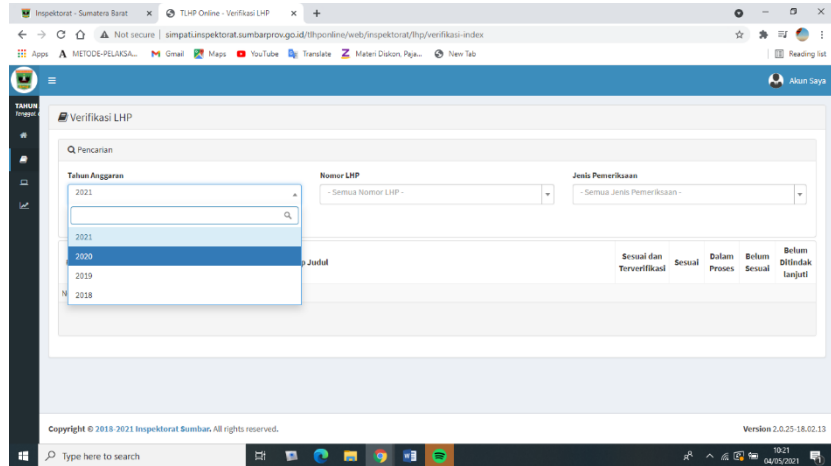 Inspektorat - Sumatera Barat
TLHP Online - Verifikasi LHP
Not secure | simpati.inspektorat.sumbarprov.go.id/tlhponline/web/inspektorat/lhp/verifikasi-index
Apps METODE-PELAKSA... Gmail Maps YouTube Translate Materi Diskon, Paja... New Tab Reading list
Akun Saya
TAHUN
Verifikasi LHP
Pencarian
Tahun Anggaran Nomor LHP Jenis Pemeriksaan
2021 - Semua Nomor LHP - - Semua Jenis Pemeriksaan -
2021
2020
2019
2018
Judul
Sesuai dan Terverifikasi
Sesuai
Dalam Proses
Belum Sesuai
Belum Ditindak lanjuti
Copyright © 2018-2021 Inspektorat Sumbar. All rights reserved. Version 2.0.25-18.02.13
Type here to search
10:21
04/05/2021